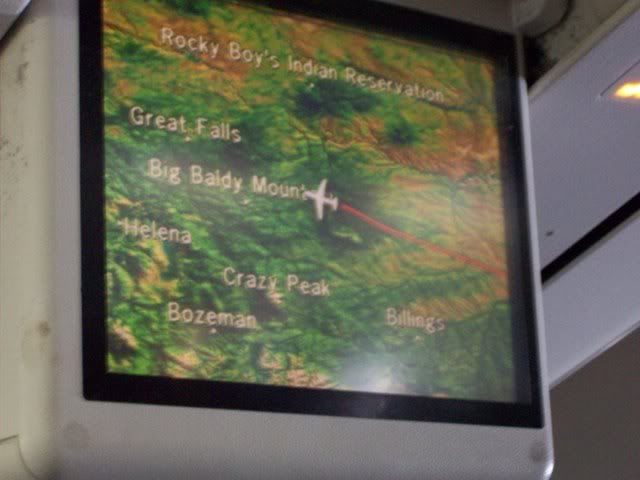 Rocky Boy's Indian Reservation
Great Falls
Big Baldy Mount
Helena
Crazy Peak
Bozeman
Billings